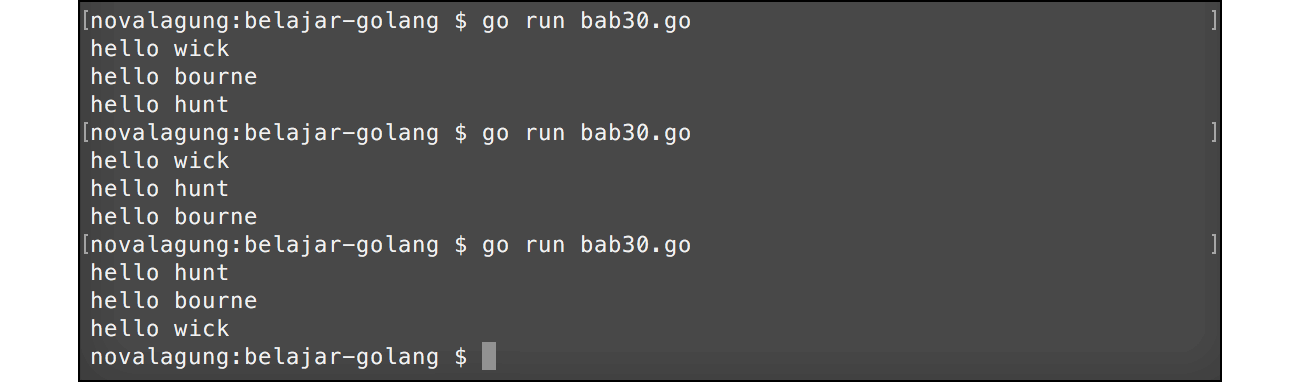 [novalagung:belajar-golang $ go run bab30.go ]
hello wick
hello bourne
hello hunt
[novalagung:belajar-golang $ go run bab30.go ]
hello wick
hello hunt
hello bourne
[novalagung:belajar-golang $ go run bab30.go ]
hello hunt
hello bourne
hello wick
novalagung:belajar-golang $